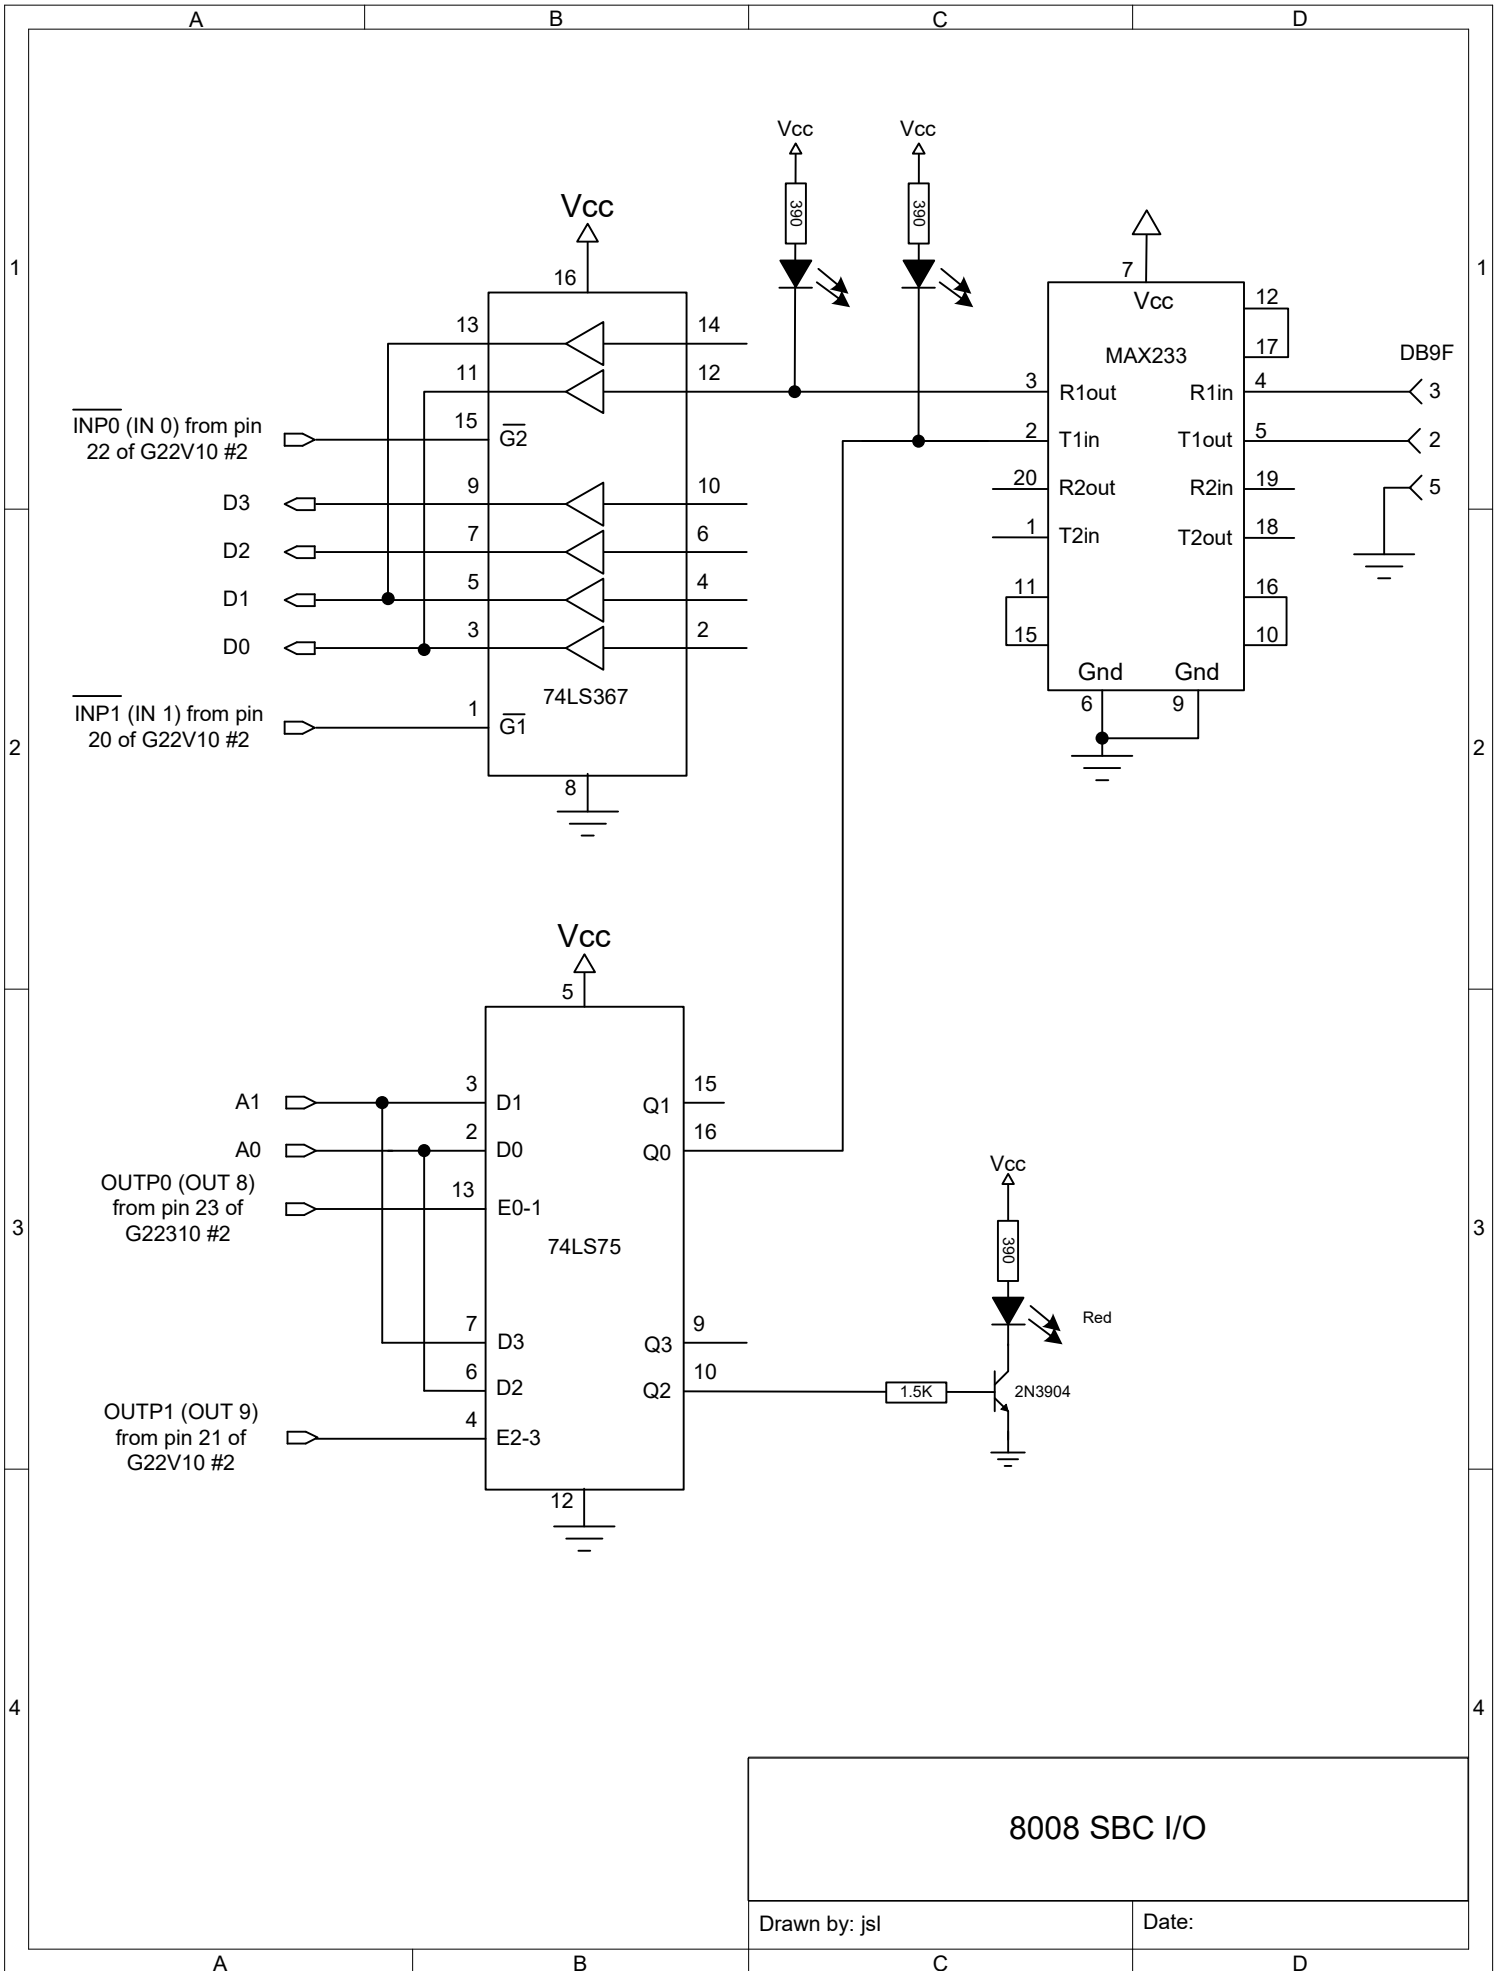 A
B
C
D
1
1
2
2
3
3
4
4
Vcc
16
13
14
11
12
INP0 (IN 0) from pin
22 of G22V10 #2
15
G2
D3
9
10
D2
7
6
D1
5
4
D0
3
2
74LS367
INP1 (IN 1) from pin
20 of G22V10 #2
1
G1
8
Vcc
390
Vcc
390
7
Vcc
MAX233
12
17
DB9F
3
R1out
R1in
4
3
2
T1in
T1out
5
2
20
R2out
R2in
19
5
1
T2in
T2out
18
11
16
15
10
Gnd
Gnd
6
9
Vcc
5
A1
3
D1
Q1
15
A0
2
D0
Q0
16
OUTP0 (OUT 8)
from pin 23 of
G22310 #2
13
E0-1
74LS75
7
D3
Q3
9
6
D2
Q2
10
OUTP1 (OUT 9)
from pin 21 of
G22V10 #2
4
E2-3
12
Vcc
390
Red
1.5K
2N3904
8008 SBC I/O
Drawn by: jsl
Date:
A
B
C
D